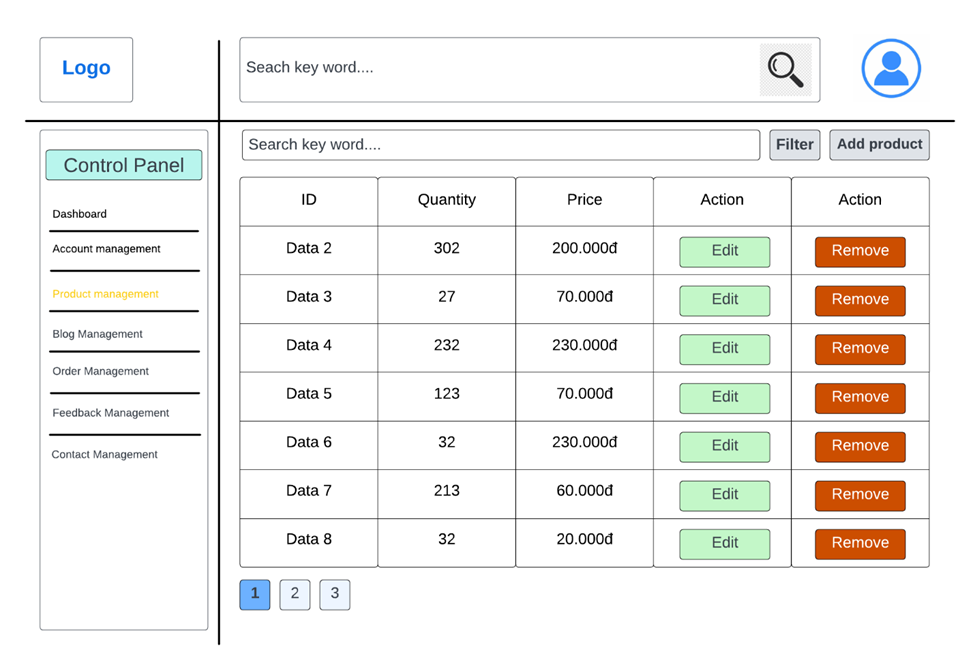 Logo
Seach key word....
Control Panel
Dashboard
Account management
Product management
Blog Management
Order Management
Feedback Management
Contact Management
Search key word....
Filter
Add product
ID Quantity Price Action Action
Data 2 302 200.000đ Edit Remove
Data 3 27 70.000đ Edit Remove
Data 4 232 230.000đ Edit Remove
Data 5 123 70.000đ Edit Remove
Data 6 32 230.000đ Edit Remove
Data 7 213 60.000đ Edit Remove
Data 8 32 20.000đ Edit Remove
1 2 3